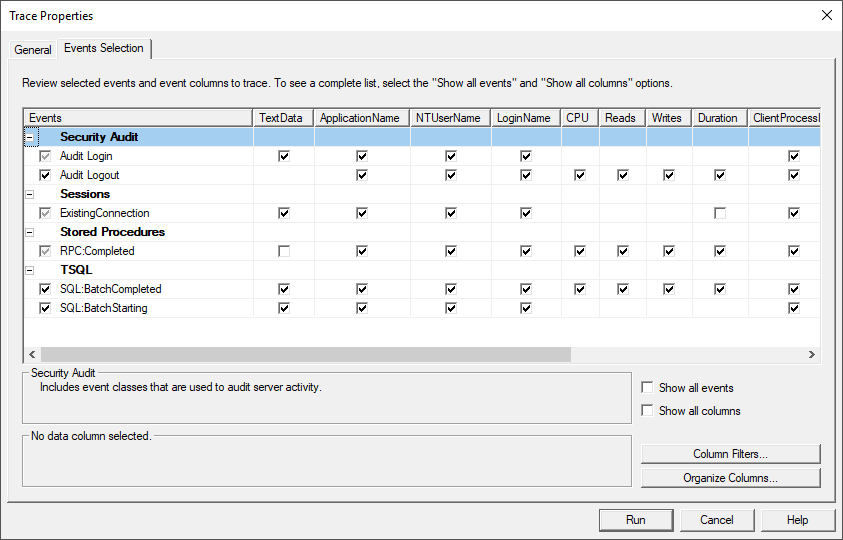 Trace Properties
General
Events Selection
Review selected events and event columns to trace. To see a complete list, select the "Show all events" and "Show all columns" options.
Events TextData ApplicationName NTUserName LoginName CPU Reads Writes Duration ClientProcessI
Security Audit
Audit Login
Audit Logout
Sessions
ExistingConnection
Stored Procedures
RPC:Completed
TSQL
SQL:BatchCompleted
SQL:BatchStarting
Security Audit
Includes event classes that are used to audit server activity.
Show all events
Show all columns
No data column selected.
Column Filters...
Organize Columns...
Run
Cancel
Help